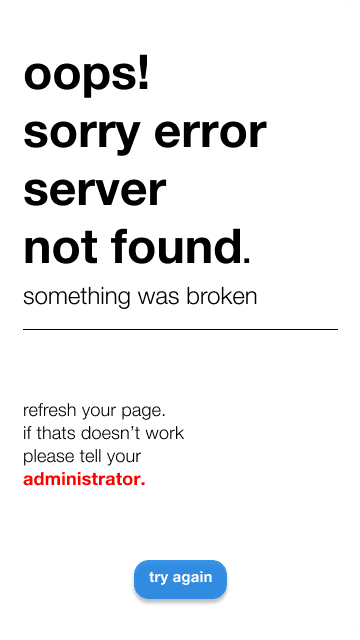 oops!
sorry error
server
not found.
something was broken
refresh your page.
if thats doesn't work
please tell your
administrator.
try again